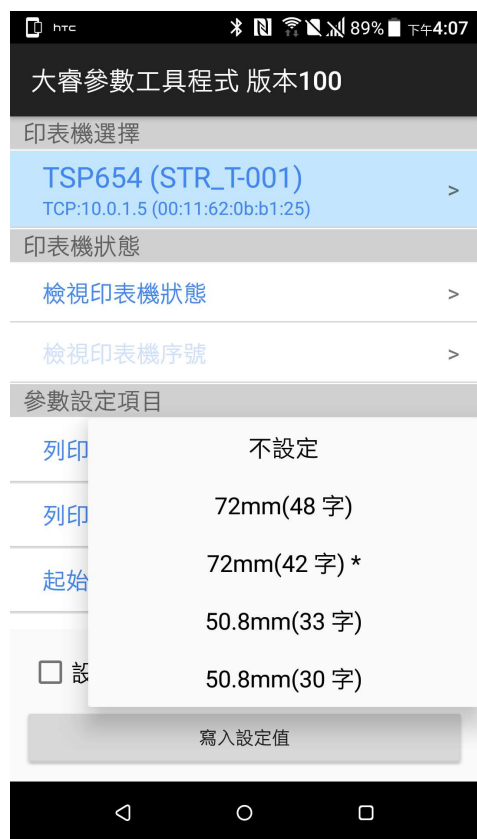 hTC 89% 下午4:07
大睿參數工具程式 版本100
印表機選擇
TSP654 (STR_T-001)
TCP:10.0.1.5 (00:11:62:0b:b1:25)
>
印表機狀態
檢視印表機狀態 >
檢視印表機序號 >
參數設定項目
列印
列印
起始
不設定
72mm(48 字)
72mm(42 字) *
50.8mm(33 字)
50.8mm(30 字)
設
寫入設定值